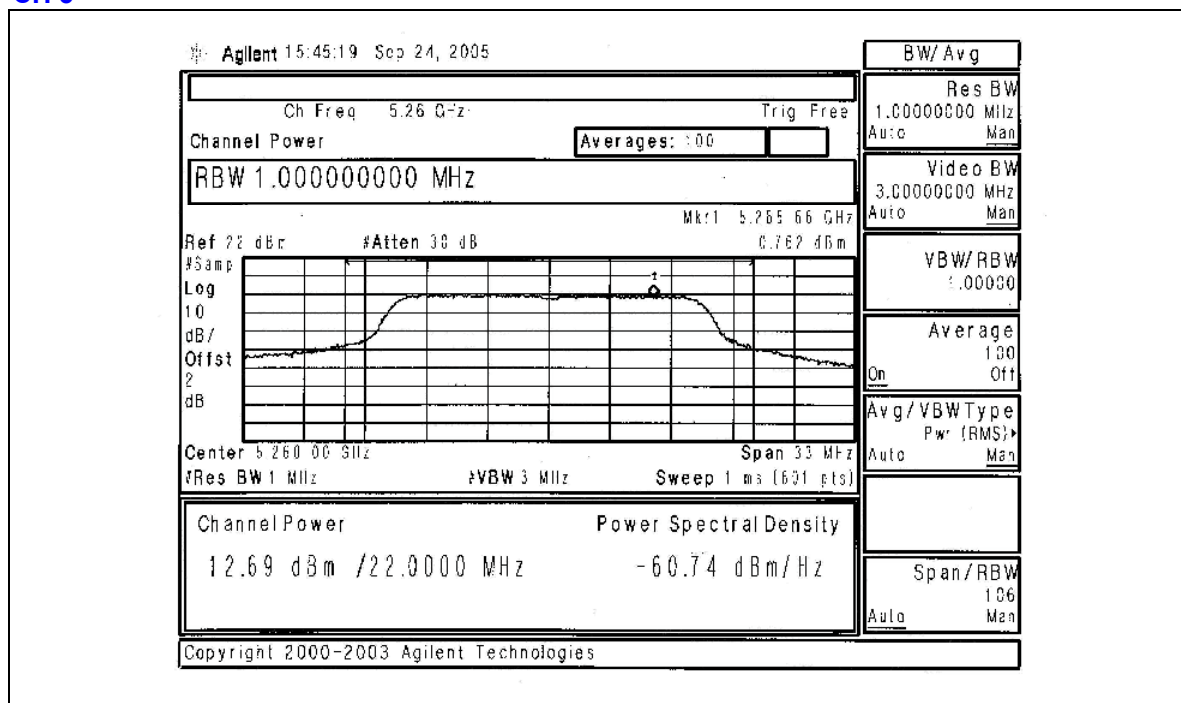 Agilent 15:45:19 Sep 24, 2005
BW/Avg
Ch Freq 5.26 GHz Trig Free
Channel Power
Averages: 100
RBW 1.000000000 MHz
Mkr1 5.265 66 GHz
Ref 22 dBm #Atten 30 dB 0.762 dBm
#Samp
Log
10
dB/
Offst
2
dB
1
Center 5.260 00 GHz Span 33 MHz
#Res BW 1 MHz #VBW 3 MHz Sweep 1 ms (601 pts)
Channel Power Power Spectral Density
12.69 dBm /22.0000 MHz -60.74 dBm/Hz
Copyright 2000-2003 Agilent Technologies
Res BW
1.00000000 MHz
Auto Man
Video BW
3.00000000 MHz
Auto Man
VBW/RBW
1.00000
Average
100
On Off
Avg/VBW Type
Pwr (RMS)
Auto Man
Span/RBW
106
Auto Man